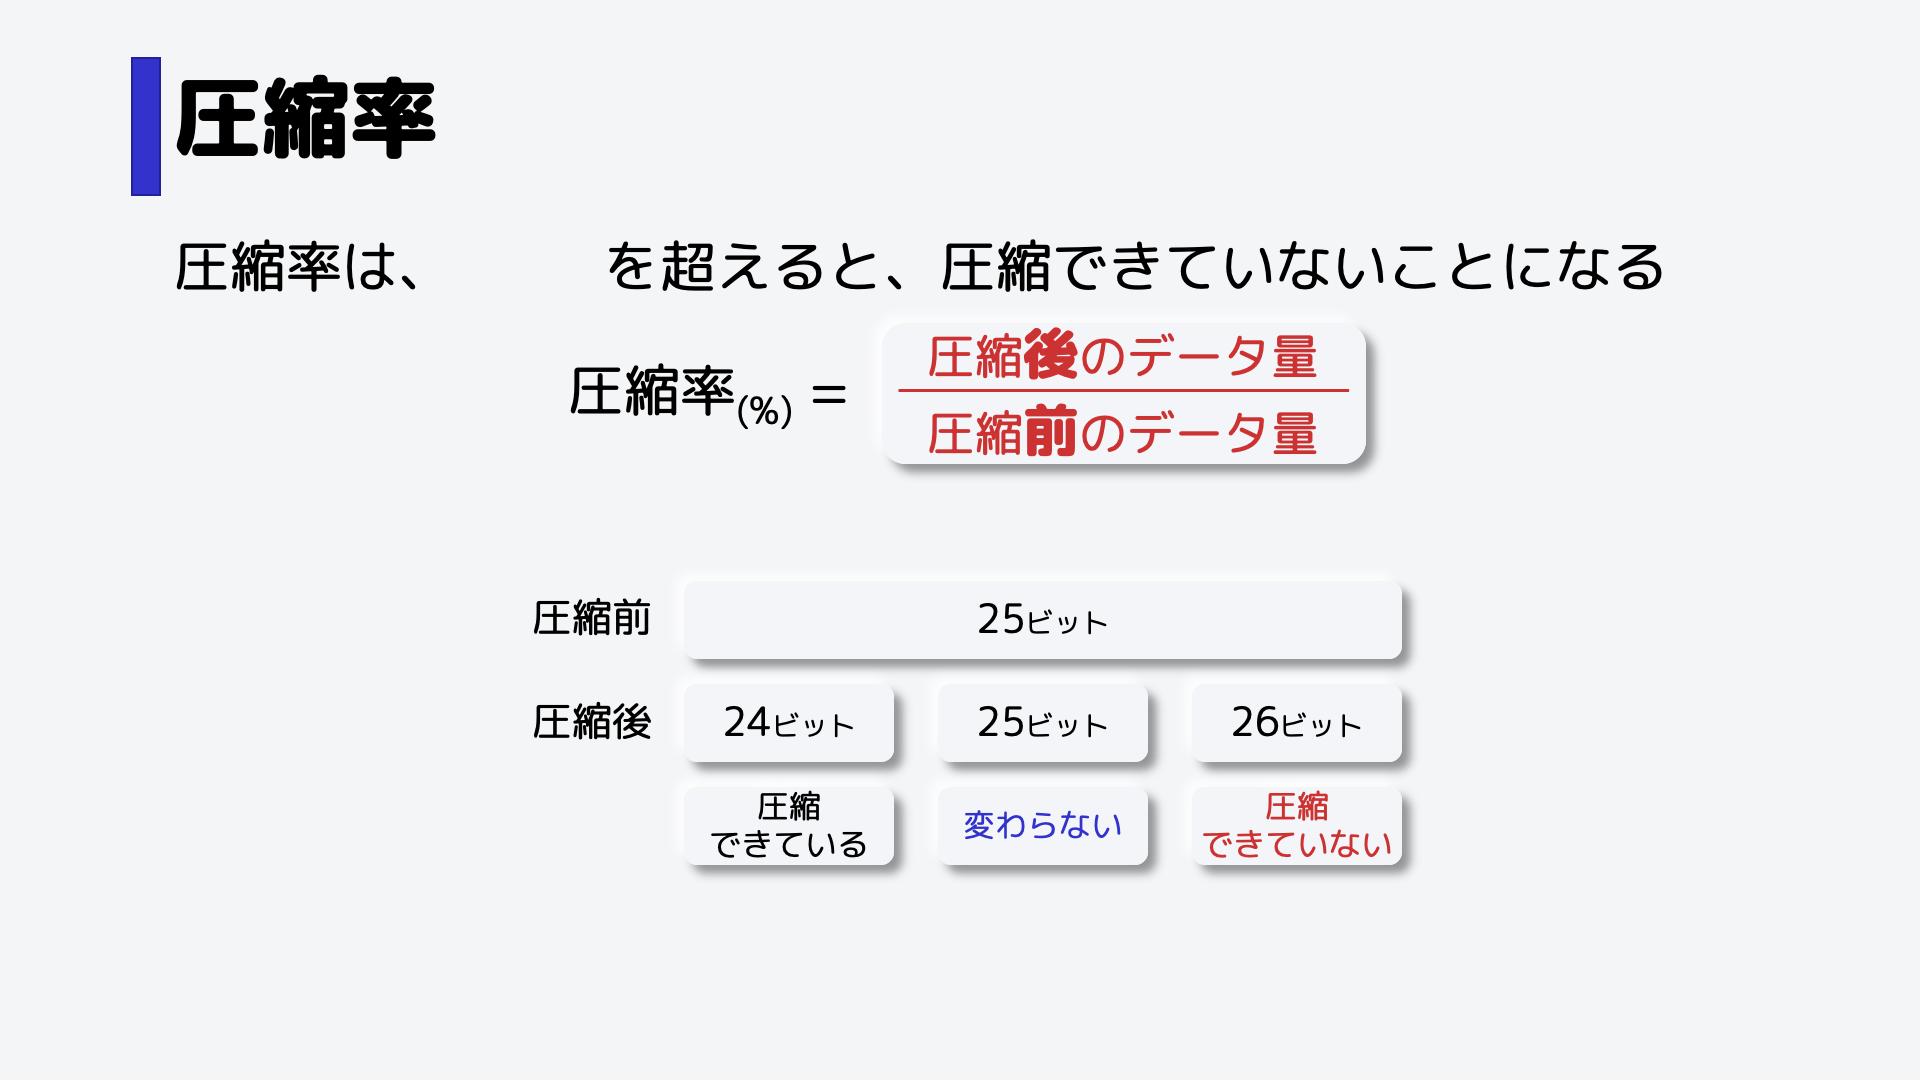 圧縮率
圧縮率は、　　　を超えると、圧縮できていないことになる
圧縮率(%) =
圧縮後のデータ量
圧縮前のデータ量
圧縮前 25ビット
圧縮後 24ビット 25ビット 26ビット
圧縮
できている
変わらない
圧縮
できていない